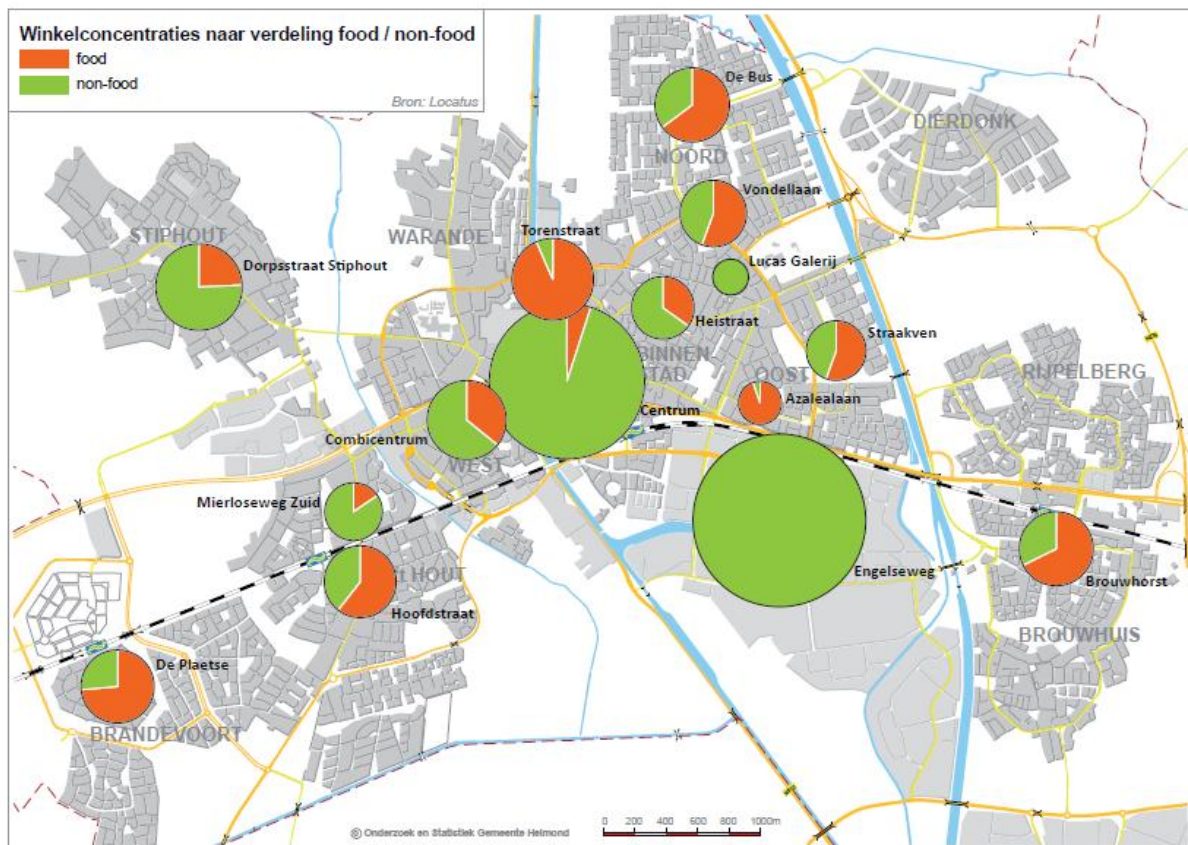 Winkelconcentraties naar verdeling food / non-food
food
non-food
Bron: Locatus
De Bus
DIERDONK
NOORD
Vondellaan
STIPHOUT
WARANDE
Torenstraat
Dorpsstraat Stiphout
Lucas Galerij
Heistraat
Straakven
BINNEN
STAD
OOST
RIJPELBERG
Azalealaan
Centrum
Combicentrum
WEST
Mierloseweg Zuid
Engelseweg
't HOUT
Brouwhorst
Hoofdstraat
BROUWHUIS
De Plaetse
BRANDEVOORT
© Onderzoek en Statistiek Gemeente Helmond
0 200 400 600 800 1000m